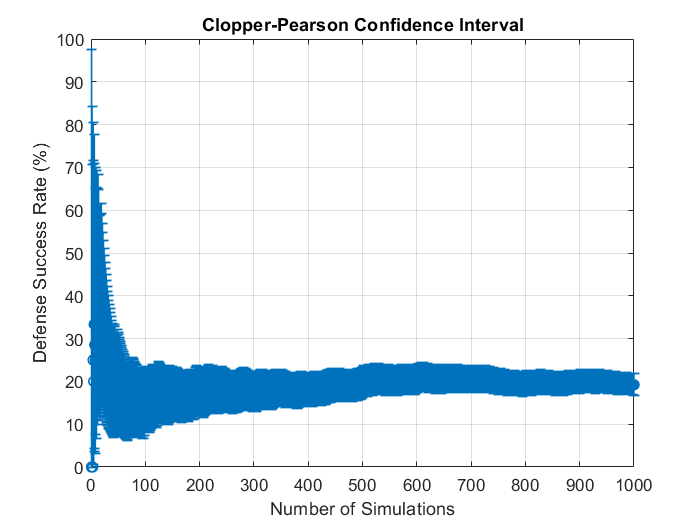 Clopper-Pearson Confidence Interval
100
90
80
70
60
50
40
30
20
10
0
Defense Success Rate (%)
0 100 200 300 400 500 600 700 800 900 1000
Number of Simulations